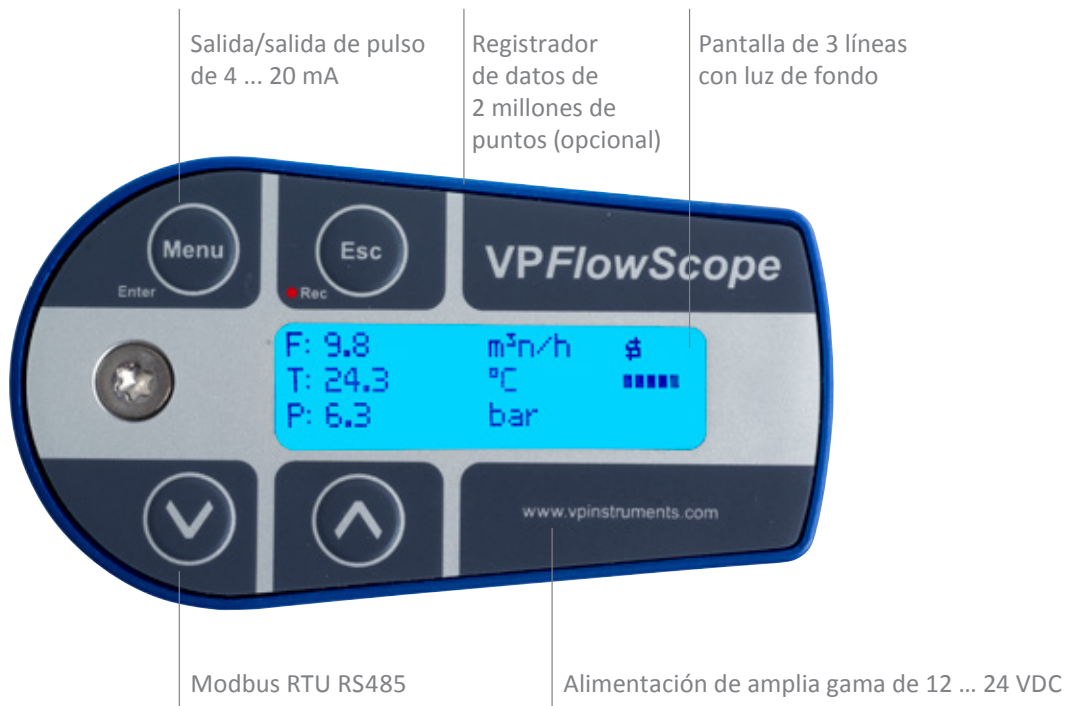 Salida/salida de pulso
de 4 ... 20 mA
Registrador
de datos de
2 millones de
puntos (opcional)
Pantalla de 3 líneas
con luz de fondo
Menu
Enter
Esc
Rec
VPFlowScope
F: 9.8 m³n/h $
T: 24.3 °C
P: 6.3 bar
www.vpinstruments.com
Modbus RTU RS485
Alimentación de amplia gama de 12 ... 24 VDC